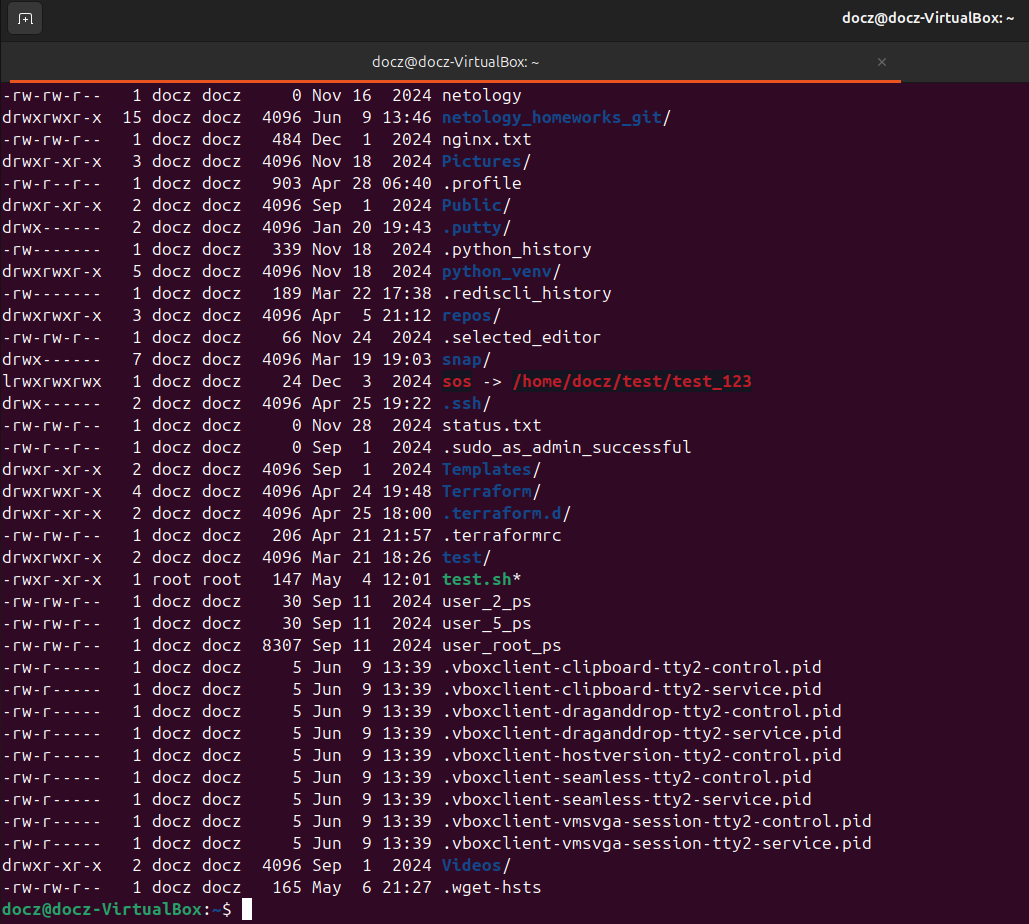 docz@docz-VirtualBox: ~
docz@docz-VirtualBox: ~ ×
-rw-rw-r--   1 docz docz     0 Nov 16  2024 netology
drwxrwxr-x  15 docz docz  4096 Jun  9 13:46 netology_homeworks_git/
-rw-rw-r--   1 docz docz   484 Dec  1  2024 nginx.txt
drwxr-xr-x   3 docz docz  4096 Nov 18  2024 Pictures/
-rw-r--r--   1 docz docz   903 Apr 28 06:40 .profile
drwxr-xr-x   2 docz docz  4096 Sep  1  2024 Public/
drwx------   2 docz docz  4096 Jan 20 19:43 .putty/
-rw-------   1 docz docz   339 Nov 18  2024 .python_history
drwxrwxr-x   5 docz docz  4096 Nov 18  2024 python_venv/
-rw-------   1 docz docz   189 Mar 22 17:38 .rediscli_history
drwxrwxr-x   3 docz docz  4096 Apr  5 21:12 repos/
-rw-rw-r--   1 docz docz    66 Nov 24  2024 .selected_editor
drwx------   7 docz docz  4096 Mar 19 19:03 snap/
lrwxrwxrwx   1 docz docz    24 Dec  3  2024 sos -> /home/docz/test/test_123
drwx------   2 docz docz  4096 Apr 25 19:22 .ssh/
-rw-rw-r--   1 docz docz     0 Nov 28  2024 status.txt
-rw-r--r--   1 docz docz     0 Sep  1  2024 .sudo_as_admin_successful
drwxr-xr-x   2 docz docz  4096 Sep  1  2024 Templates/
drwxrwxr-x   4 docz docz  4096 Apr 24 19:48 Terraform/
drwxr-xr-x   2 docz docz  4096 Apr 25 18:00 .terraform.d/
-rw-rw-r--   1 docz docz   206 Apr 21 21:57 .terraformrc
drwxrwxr-x   2 docz docz  4096 Mar 21 18:26 test/
-rwxr-xr-x   1 root root   147 May  4 12:01 test.sh*
-rw-rw-r--   1 docz docz    30 Sep 11  2024 user_2_ps
-rw-rw-r--   1 docz docz    30 Sep 11  2024 user_5_ps
-rw-rw-r--   1 docz docz  8307 Sep 11  2024 user_root_ps
-rw-r-----   1 docz docz     5 Jun  9 13:39 .vboxclient-clipboard-tty2-control.pid
-rw-r-----   1 docz docz     5 Jun  9 13:39 .vboxclient-clipboard-tty2-service.pid
-rw-r-----   1 docz docz     5 Jun  9 13:39 .vboxclient-draganddrop-tty2-control.pid
-rw-r-----   1 docz docz     5 Jun  9 13:39 .vboxclient-draganddrop-tty2-service.pid
-rw-r-----   1 docz docz     5 Jun  9 13:39 .vboxclient-hostversion-tty2-control.pid
-rw-r-----   1 docz docz     5 Jun  9 13:39 .vboxclient-seamless-tty2-control.pid
-rw-r-----   1 docz docz     5 Jun  9 13:39 .vboxclient-seamless-tty2-service.pid
-rw-r-----   1 docz docz     5 Jun  9 13:39 .vboxclient-vmsvga-session-tty2-control.pid
-rw-r-----   1 docz docz     5 Jun  9 13:39 .vboxclient-vmsvga-session-tty2-service.pid
drwxr-xr-x   2 docz docz  4096 Sep  1  2024 Videos/
-rw-rw-r--   1 docz docz   165 May  6 21:27 .wget-hsts
docz@docz-VirtualBox:~$